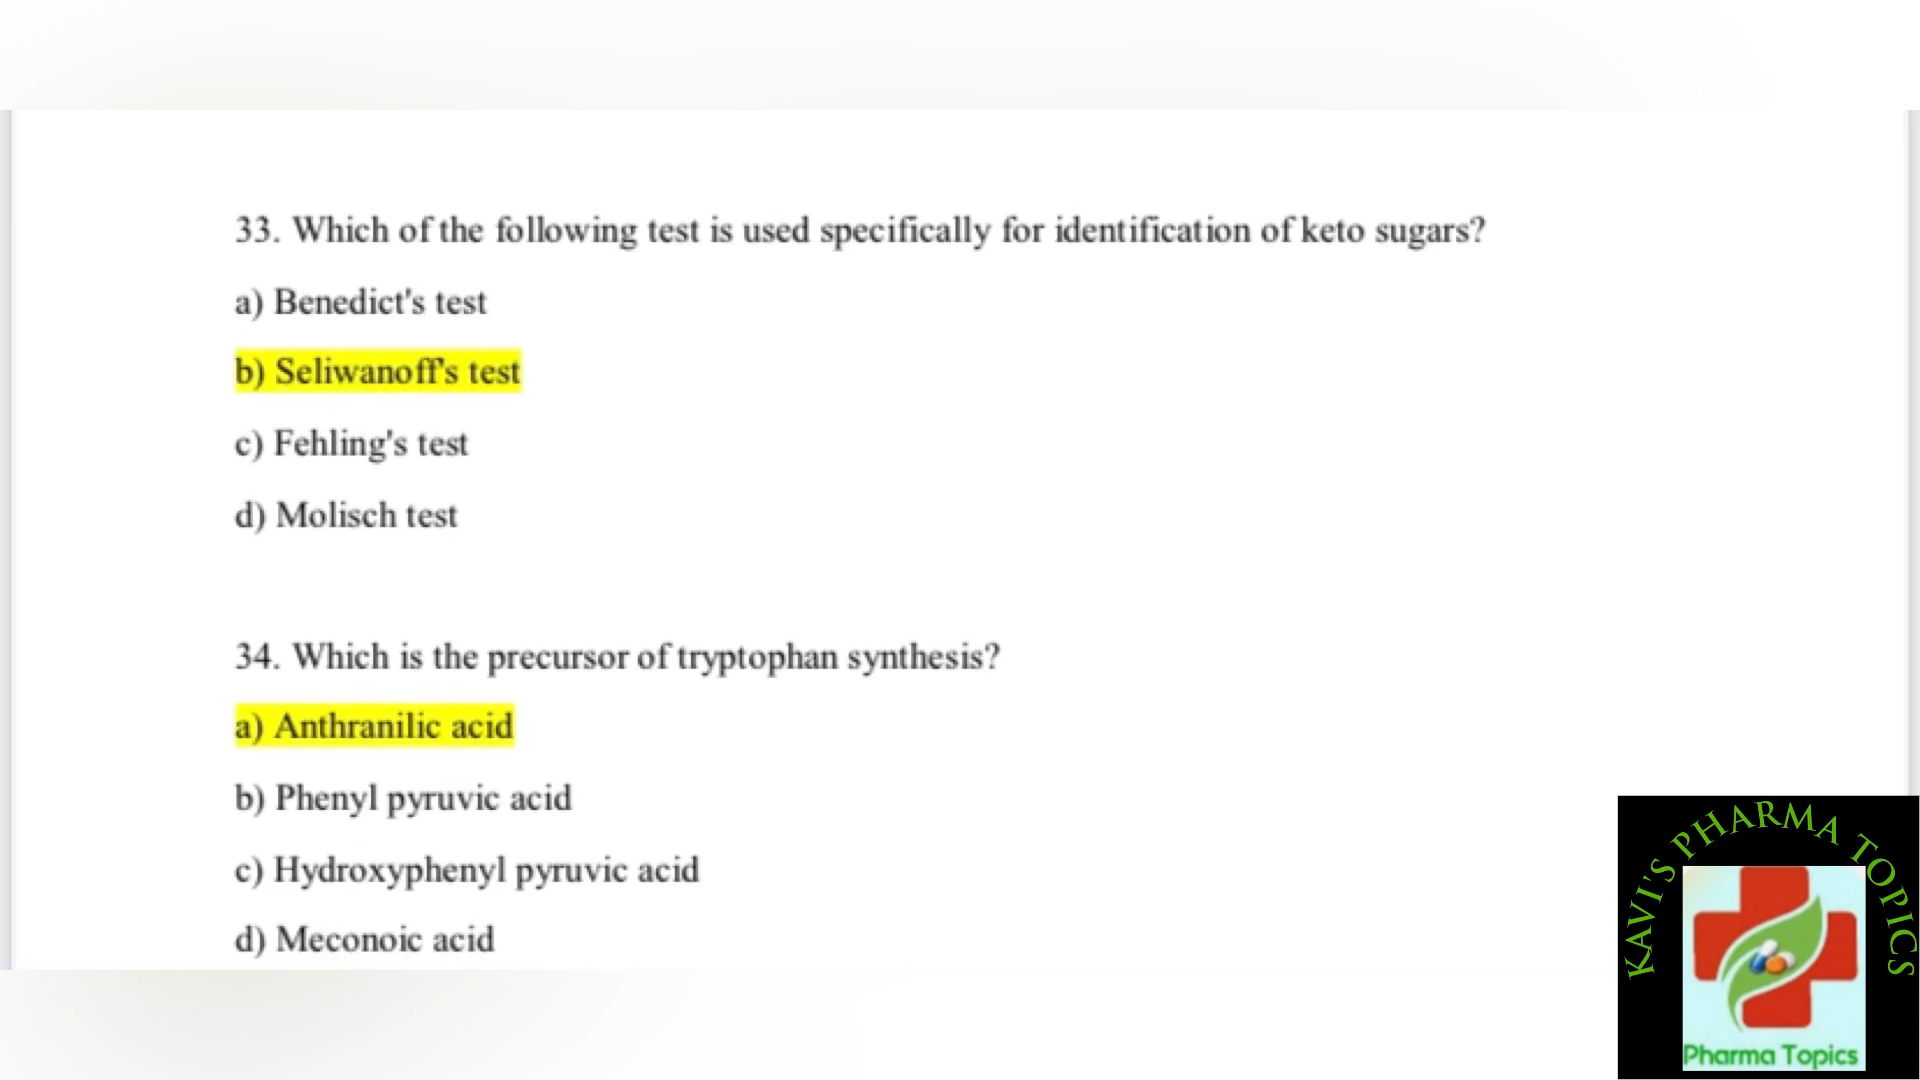 33. Which of the following test is used specifically for identification of keto sugars?
a) Benedict's test
b) Seliwanoff's test
c) Fehling's test
d) Molisch test
34. Which is the precursor of tryptophan synthesis?
a) Anthranilic acid
b) Phenyl pyruvic acid
c) Hydroxyphenyl pyruvic acid
d) Meconoic acid
KAVI'S PHARMA TOPICS
Pharma Topics